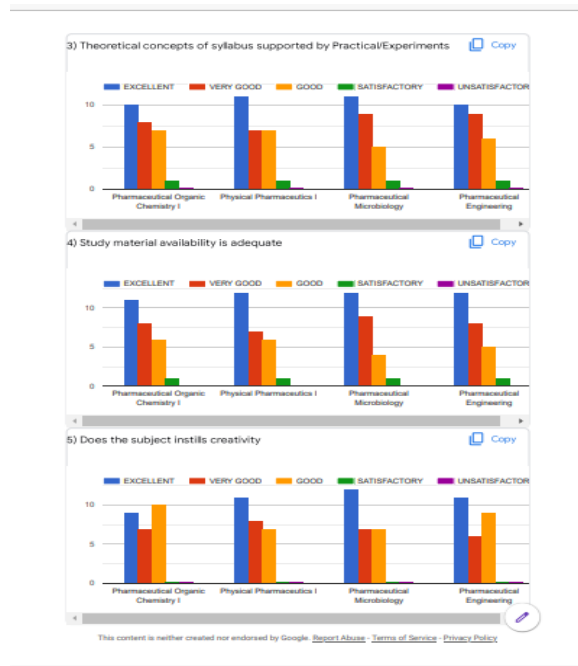 3) Theoretical concepts of syllabus supported by Practical/Experiments Copy
EXCELLENT VERY GOOD GOOD SATISFACTORY UNSATISFACTOR
10
5
0
Pharmaceutical Organic Chemistry I Physical Pharmaceutics I Pharmaceutical Microbiology Pharmaceutical Engineering
4) Study material availability is adequate Copy
EXCELLENT VERY GOOD GOOD SATISFACTORY UNSATISFACTOR
10
5
0
Pharmaceutical Organic Chemistry I Physical Pharmaceutics I Pharmaceutical Microbiology Pharmaceutical Engineering
5) Does the subject instills creativity Copy
EXCELLENT VERY GOOD GOOD SATISFACTORY UNSATISFACTOR
10
5
0
Pharmaceutical Organic Chemistry I Physical Pharmaceutics I Pharmaceutical Microbiology Pharmaceutical Engineering
This content is neither created nor endorsed by Google. Report Abuse - Terms of Service - Privacy Policy